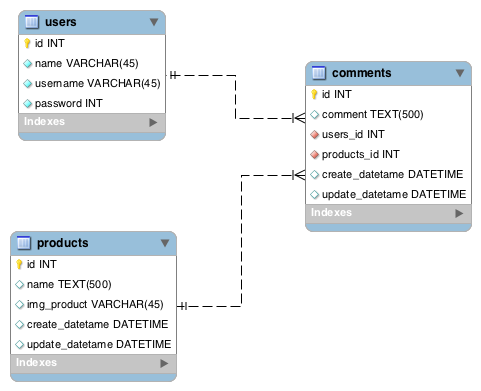 users
id INT
name VARCHAR(45)
username VARCHAR(45)
password INT
Indexes
comments
id INT
comment TEXT(500)
users_id INT
products_id INT
create_datetame DATETIME
update_datetame DATETIME
Indexes
products
id INT
name TEXT(500)
img_product VARCHAR(45)
create_datetame DATETIME
update_datetame DATETIME
Indexes